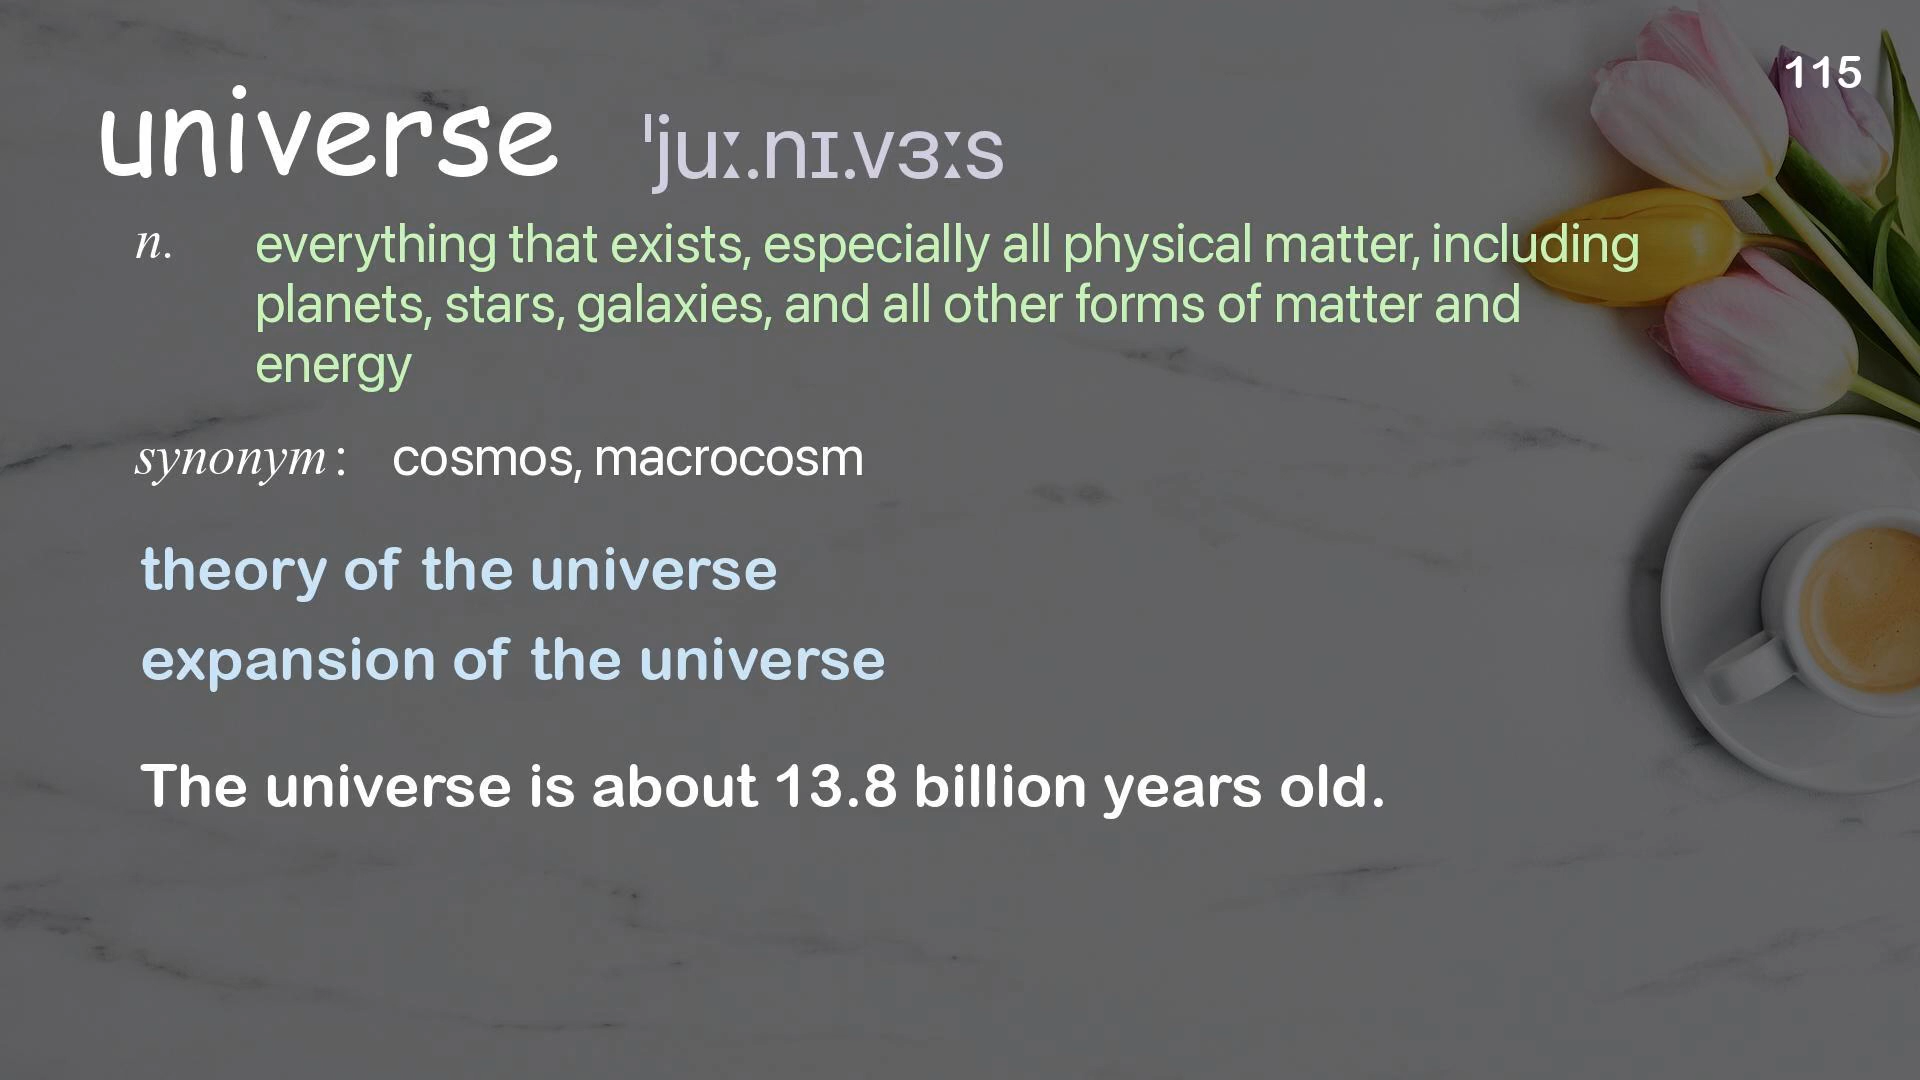 115
universe ˈjuː.nɪ.vɜːs
n. everything that exists, especially all physical matter, including
planets, stars, galaxies, and all other forms of matter and
energy
synonym: cosmos, macrocosm
theory of the universe
expansion of the universe
The universe is about 13.8 billion years old.